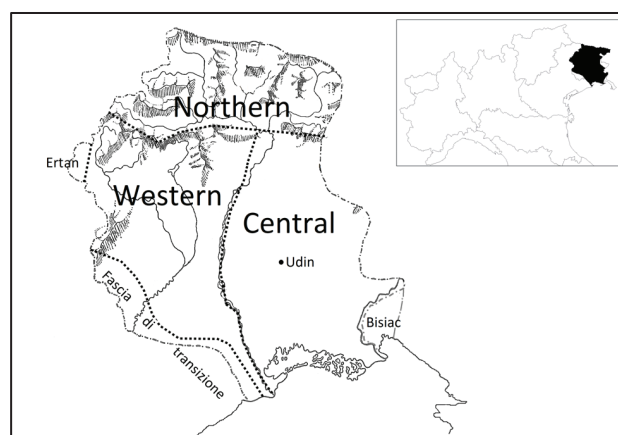 Northern
Ertan
Western
Central
Udin
Fascia
di
transizione
Bisiac